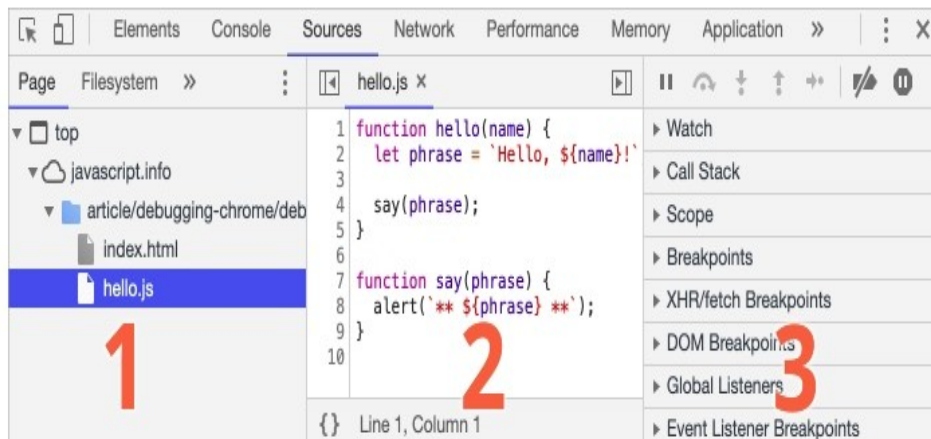 Elements Console Sources Network Performance Memory Application »
Page Filesystem »
top
javascript.info
article/debugging-chrome/deb
index.html
hello.js
1
hello.js ×
1 function hello(name) {
2 let phrase = `Hello, ${name}!`
3
4 say(phrase);
5 }
6
7 function say(phrase) {
8 alert(`** ${phrase} **`);
9 }
10
2
{} Line 1, Column 1
Watch
Call Stack
Scope
Breakpoints
XHR/fetch Breakpoints
DOM Breakpoints
Global Listeners
Event Listener Breakpoints
3